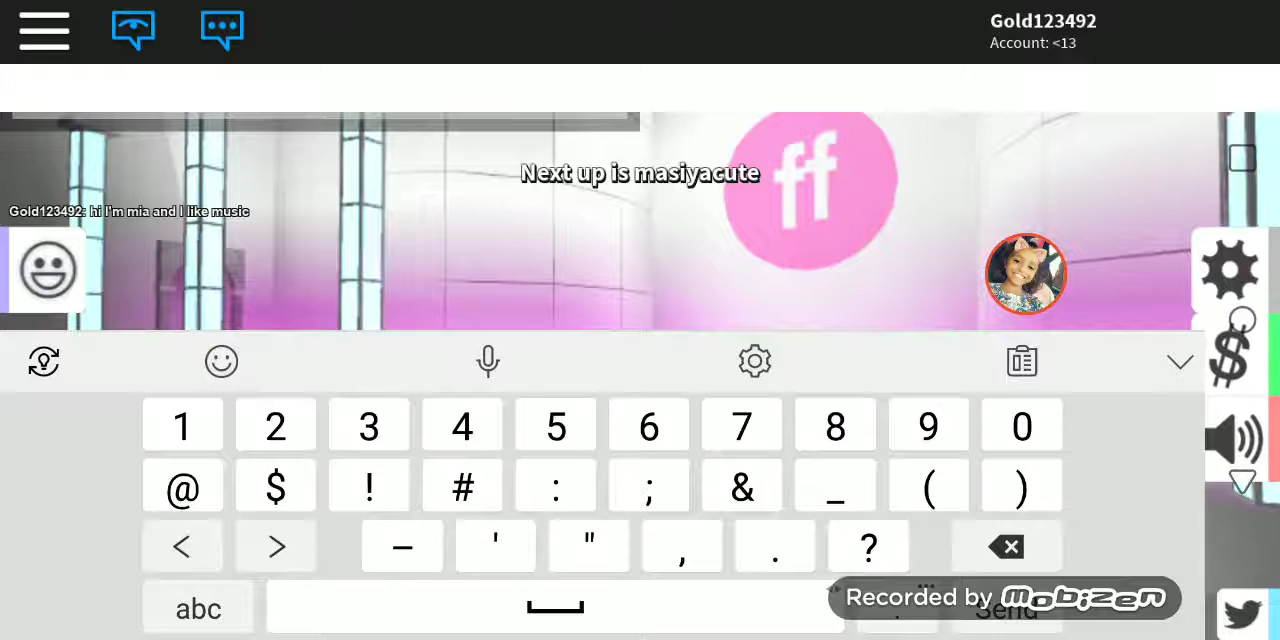 Gold123492
Account: <13
ff
Next up is masiyacute
Gold123492: hi I'm mia and I like music
$
1 2 3 4 5 6 7 8 9 0
@ $ ! # : ; & _ ( )
< > – ' " , . ?
abc Send
Recorded by mobizen